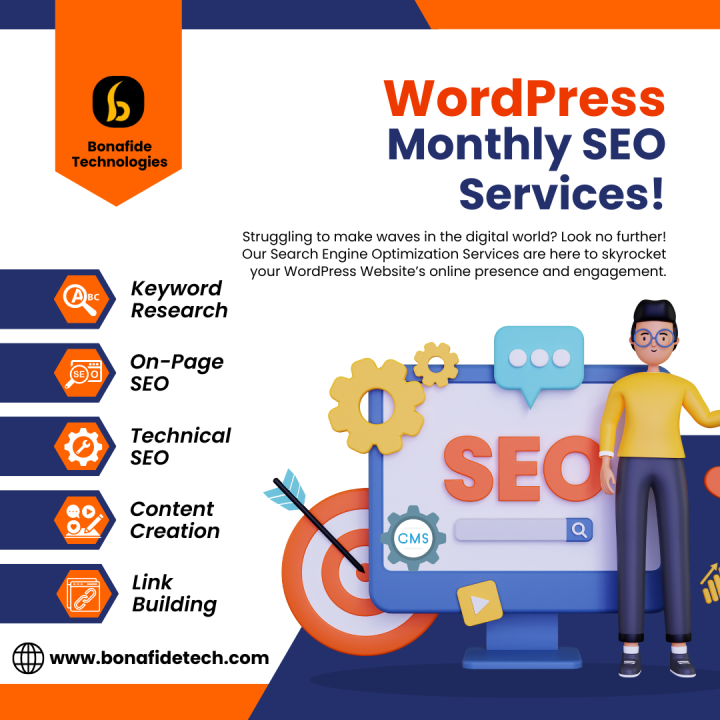 Bonafide
Technologies
WordPress
Monthly SEO
Services!
Struggling to make waves in the digital world? Look no further!
Our Search Engine Optimization Services are here to skyrocket
your WordPress Website's online presence and engagement.
ABC
Keyword
Research
SEO
On-Page
SEO
Technical
SEO
Content
Creation
Link
Building
SEO
CMS
www.bonafidetech.com